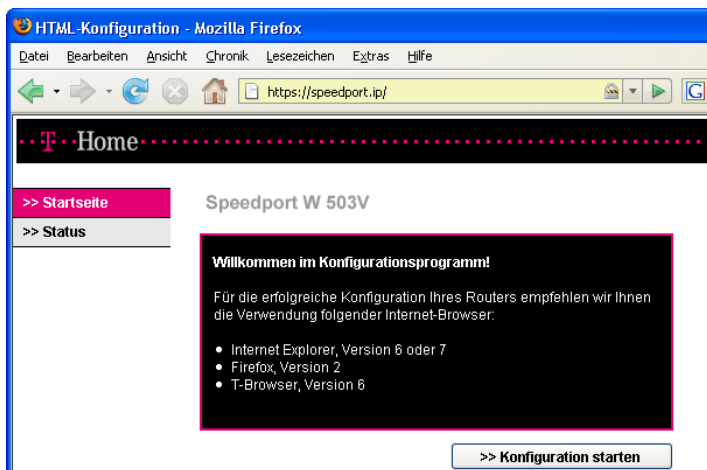 HTML-Konfiguration - Mozilla Firefox
Datei Bearbeiten Ansicht Chronik Lesezeichen Extras Hilfe
https://speedport.ip/
G
T Home
>> Startseite
Speedport W 503V
>> Status
Willkommen im Konfigurationsprogramm!
Für die erfolgreiche Konfiguration Ihres Routers empfehlen wir Ihnen
die Verwendung folgender Internet-Browser:
• Internet Explorer, Version 6 oder 7
• Firefox, Version 2
• T-Browser, Version 6
>> Konfiguration starten